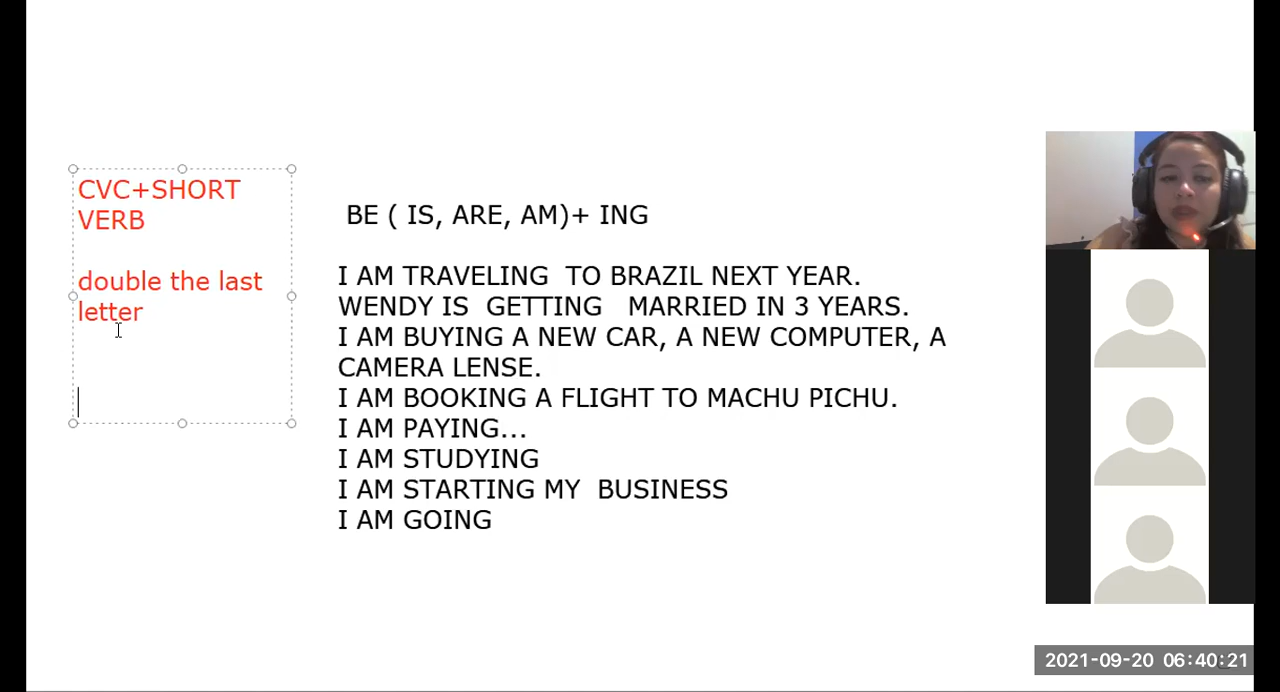 CVC+SHORT
VERB
double the last
letter
BE ( IS, ARE, AM)+ ING
I AM TRAVELING  TO BRAZIL NEXT YEAR.
WENDY IS  GETTING   MARRIED IN 3 YEARS.
I AM BUYING A NEW CAR, A NEW COMPUTER, A
CAMERA LENSE.
I AM BOOKING A FLIGHT TO MACHU PICHU.
I AM PAYING...
I AM STUDYING
I AM STARTING MY  BUSINESS
I AM GOING
2021-09-20  06:40:21